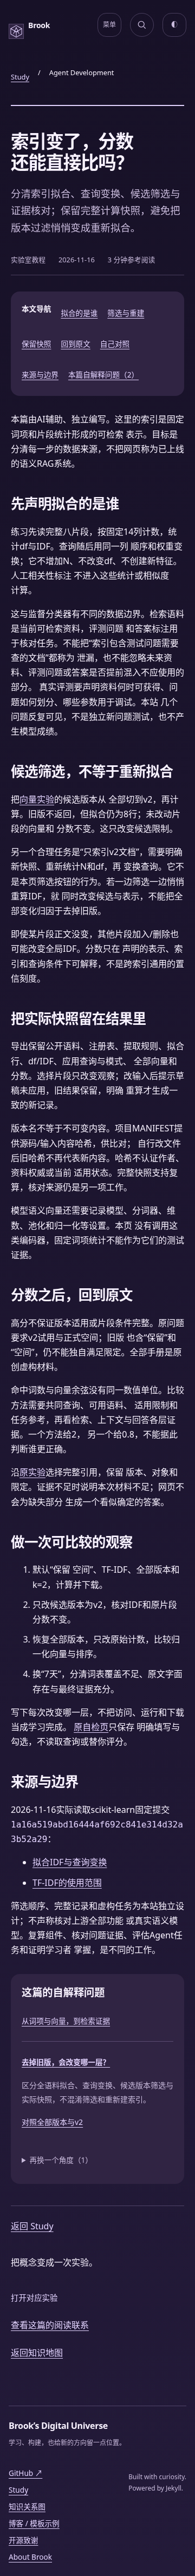 Brook
菜单
Study / Agent Development
索引变了，分数
还能直接比吗？
分清索引拟合、查询变换、候选筛选与
证据核对；保留完整计算快照，避免把
版本过滤悄悄变成重新拟合。
实验室教程 2026-11-16 3 分钟参考阅读
本文导航 拟合的是谁 筛选与重建
保留快照 回到原文 自己对照
来源与边界 本篇自解释问题（2）
本篇由AI辅助、独立编写。这里的索引是固定
词项和片段统计形成的可检索 表示。目标是
分清每一步的数据来源，不把网页称为已上线
的语义RAG系统。
先声明拟合的是谁
练习先读完整八片段，按固定14列计数，统
计df与IDF。查询随后用同一列 顺序和权重变
换；它不增加N、不改变df、不创建新特征。
人工相关性标注 不进入这些统计或相似度
计算。
这与监督分类器有不同的数据边界。检索语料
是当前可检索资料，评测问题 和答案标注用
于核对任务。不能把“索引包含测试问题需要
查的文档”都称为 泄漏，也不能忽略未来资
料、评测问题或答案是否提前混入不应使用的
部分。 真实评测要声明资料何时可获得、问
题如何划分、哪些参数用于调试。本站 几个
问题反复可见，不是独立新问题测试，也不产
生模型成绩。
候选筛选，不等于重新拟合
把向量实验的候选版本从 全部切到v2，再计
算。旧版不返回，但拟合仍为8行；未改动片
段的向量和 分数不变。这只改变候选限制。
另一个合理任务是“只索引v2文档”，需要明确
新快照、重新统计N和df，再 变换查询。它不
是本页筛选按钮的行为。若一边筛选一边悄悄
重算IDF，就 同时改变候选与表示，不能把全
部变化归因于去掉旧版。
即使某片段正文没变，其他片段加入/删除也
可能改变全局IDF。分数只在 声明的表示、索
引和查询条件下可解释，不是跨索引通用的置
信刻度。
把实际快照留在结果里
导出保留公开语料、注册表、提取规则、拟合
行、df/IDF、应用查询与模式、 全部向量和
分数。选择片段只改变观察；改输入后提示草
稿未应用，旧结果保留，明确 重算才生成一
致的新记录。
版本名不等于不可变内容。项目MANIFEST提
供源码/输入内容哈希，供比对； 自行改文件
后旧哈希不再代表新内容。哈希不认证作者、
资料权威或当前 适用状态。完整快照支持复
算，核对来源仍是另一项工作。
模型语义向量还需要记录模型、分词器、维
度、池化和归一化等设置。本页 没有调用这
类编码器，固定词项统计不能作为它们的测试
证据。
分数之后，回到原文
高分不保证版本适用或片段条件完整。原问题
要求v2试用与正式空间；旧版 也含“保留”和
“空间”，仍不能独自满足限定。全部手册是原
创虚构材料。
命中词数与向量余弦没有同一数值单位。比较
方法需要共同查询、可用语料、 适用限制和
任务参考，再看检索、上下文与回答各层证
据。一个方法给2， 另一个给0.8，不能据此
判断谁更正确。
沿原实验选择完整引用，保留 版本、对象和
限定。证据不足时说明本次材料不足；网页不
会为缺失部分 生成一个看似确定的答案。
做一次可比较的观察
1. 默认“保留 空间”、TF-IDF、全部版本和
k=2，计算并下载。
2. 只改候选版本为v2，核对IDF和原片段
分数不变。
3. 恢复全部版本，只改原始计数，比较归
一化向量与排序。
4. 换“7天”，分清词表覆盖不足、原文字面
存在与最终证据充分。
写下每次改变哪一层，不把访问、运行和下载
当成学习完成。 原自检页只保存 明确填写与
勾选，不读取查询或替你评分。
来源与边界
2026-11-16实际读取scikit-learn固定提交
1a16a519abd16444af692c841e314d32a
3b52a29：
拟合IDF与查询变换
TF-IDF的使用范围
筛选顺序、完整记录和虚构任务为本站独立设
计；不声称核对上游全部功能 或真实语义模
型。复算组件、核对问题证据、评估Agent任
务和证明学习者 掌握，是不同的工作。
这篇的自解释问题
从词项与向量，到检索证据
去掉旧版，会改变哪一层？
区分全语料拟合、查询变换、候选版本筛选与
实际快照，不混淆筛选和重新建索引。
对照全部版本与v2
再换一个角度（1）
返回 Study
把概念变成一次实验。
打开对应实验
查看这篇的阅读联系
返回知识地图
Brook’s Digital Universe
学习、构建，也给新的方向留一点位置。
GitHub ↗
Study
知识关系图
博客 / 模板示例
开源致谢
About Brook
Built with curiosity.
Powered by Jekyll.